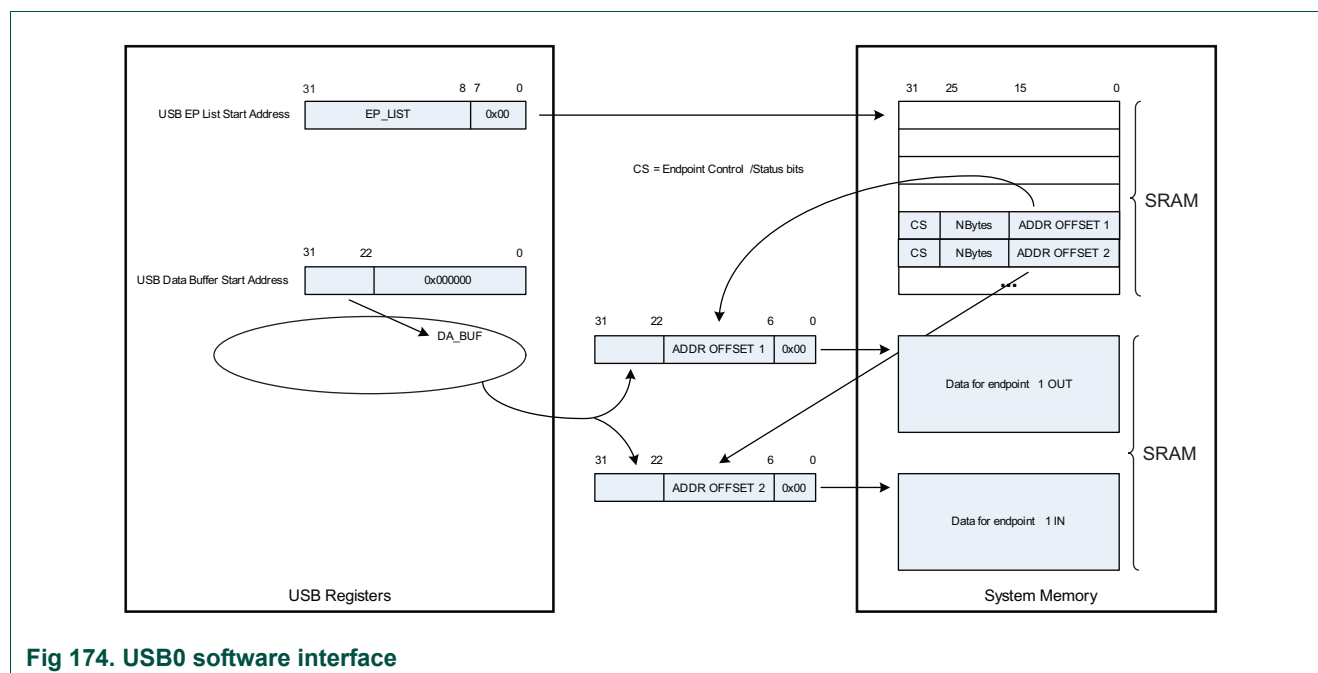 31 8 7 0
USB EP List Start Address EP_LIST 0x00
31 25 15 0
CS = Endpoint Control /Status bits
SRAM
CS NBytes ADDR OFFSET 1
CS NBytes ADDR OFFSET 2
...
31 22 0
USB Data Buffer Start Address 0x000000
DA_BUF
31 22 6 0
ADDR OFFSET 1 0x00
Data for endpoint 1 OUT
SRAM
31 22 6 0
ADDR OFFSET 2 0x00
Data for endpoint 1 IN
USB Registers
System Memory
Fig 174. USB0 software interface